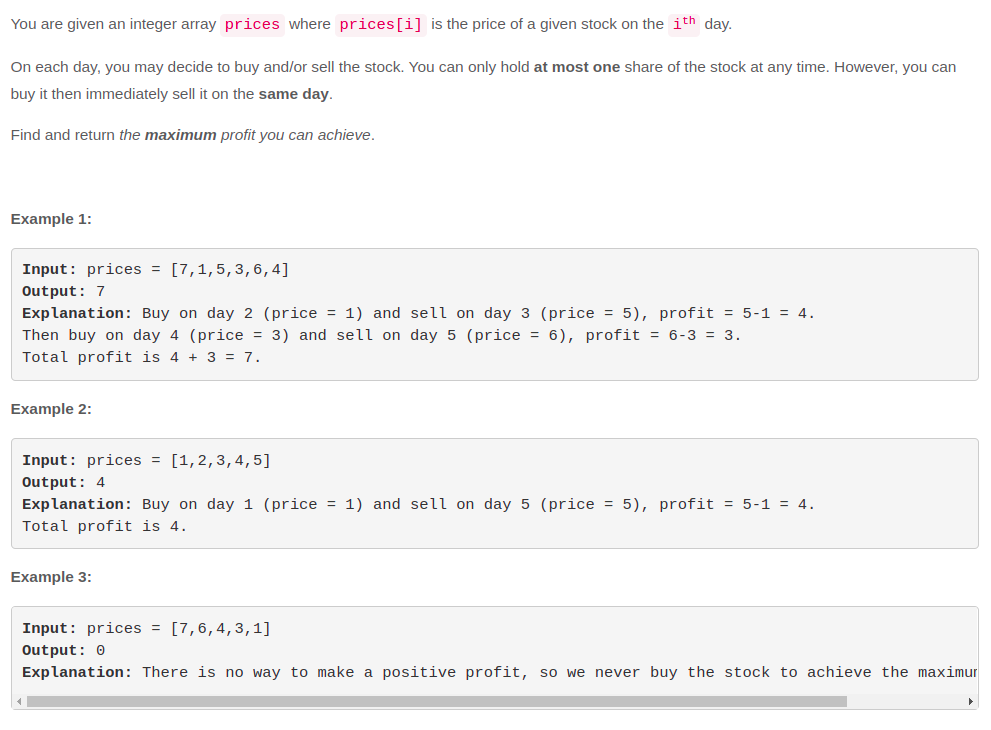 You are given an integer array prices where prices[i] is the price of a given stock on the ith day.
On each day, you may decide to buy and/or sell the stock. You can only hold at most one share of the stock at any time. However, you can
buy it then immediately sell it on the same day.
Find and return the maximum profit you can achieve.
Example 1:
Input: prices = [7,1,5,3,6,4]
Output: 7
Explanation: Buy on day 2 (price = 1) and sell on day 3 (price = 5), profit = 5-1 = 4.
Then buy on day 4 (price = 3) and sell on day 5 (price = 6), profit = 6-3 = 3.
Total profit is 4 + 3 = 7.
Example 2:
Input: prices = [1,2,3,4,5]
Output: 4
Explanation: Buy on day 1 (price = 1) and sell on day 5 (price = 5), profit = 5-1 = 4.
Total profit is 4.
Example 3:
Input: prices = [7,6,4,3,1]
Output: 0
Explanation: There is no way to make a positive profit, so we never buy the stock to achieve the